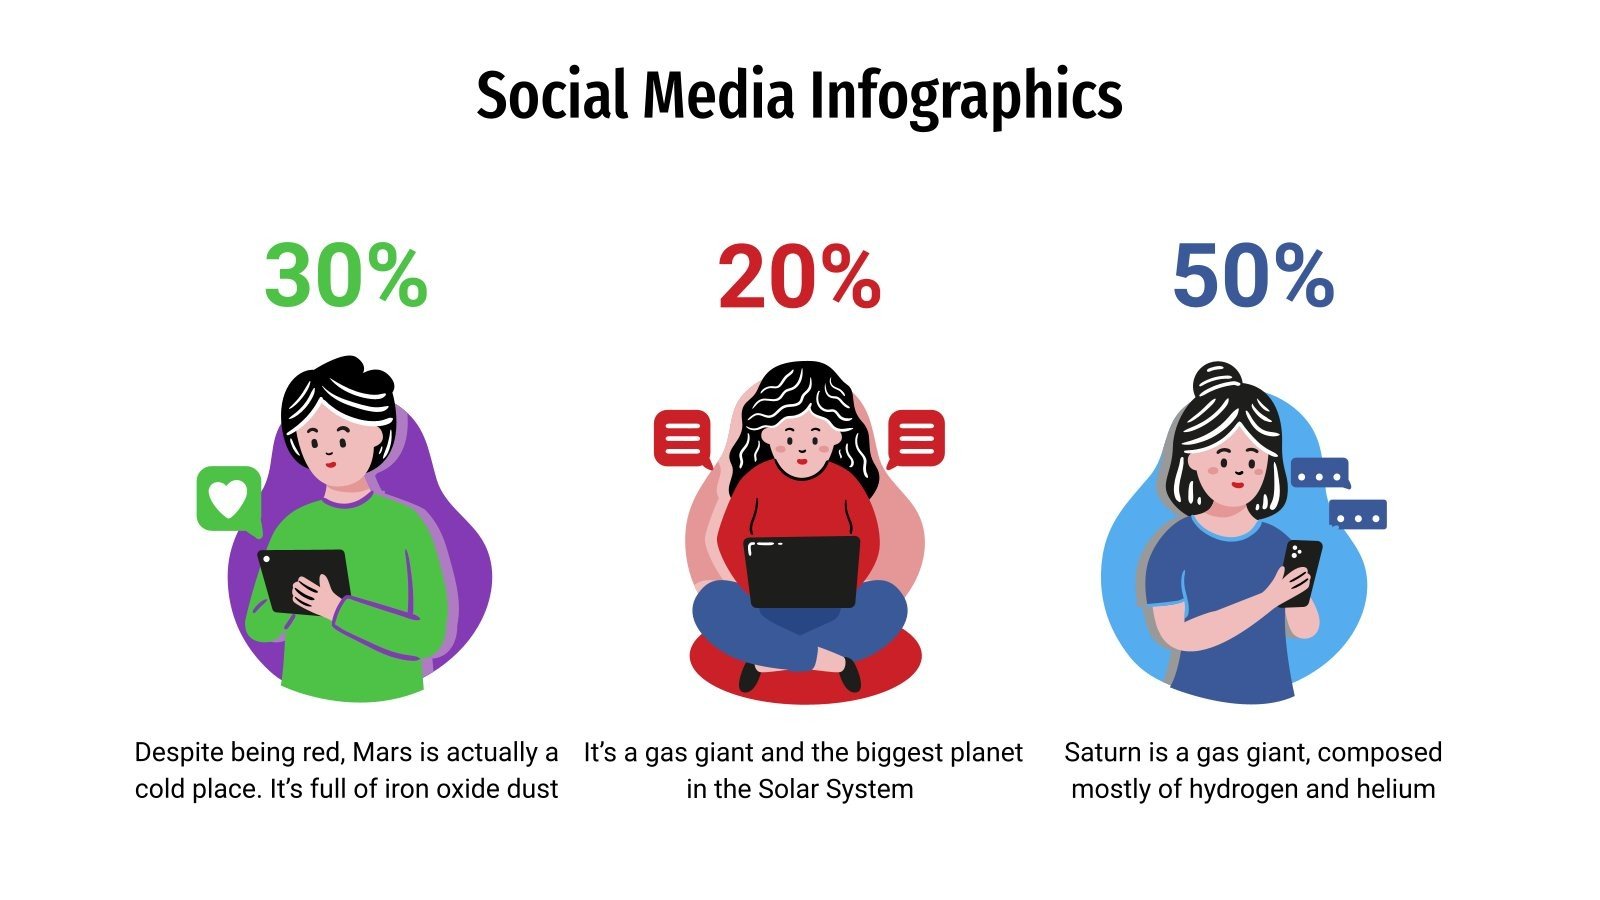 Social Media Infographics
30%
20%
50%
Despite being red, Mars is actually a
cold place. It’s full of iron oxide dust
It’s a gas giant and the biggest planet
in the Solar System
Saturn is a gas giant, composed
mostly of hydrogen and helium